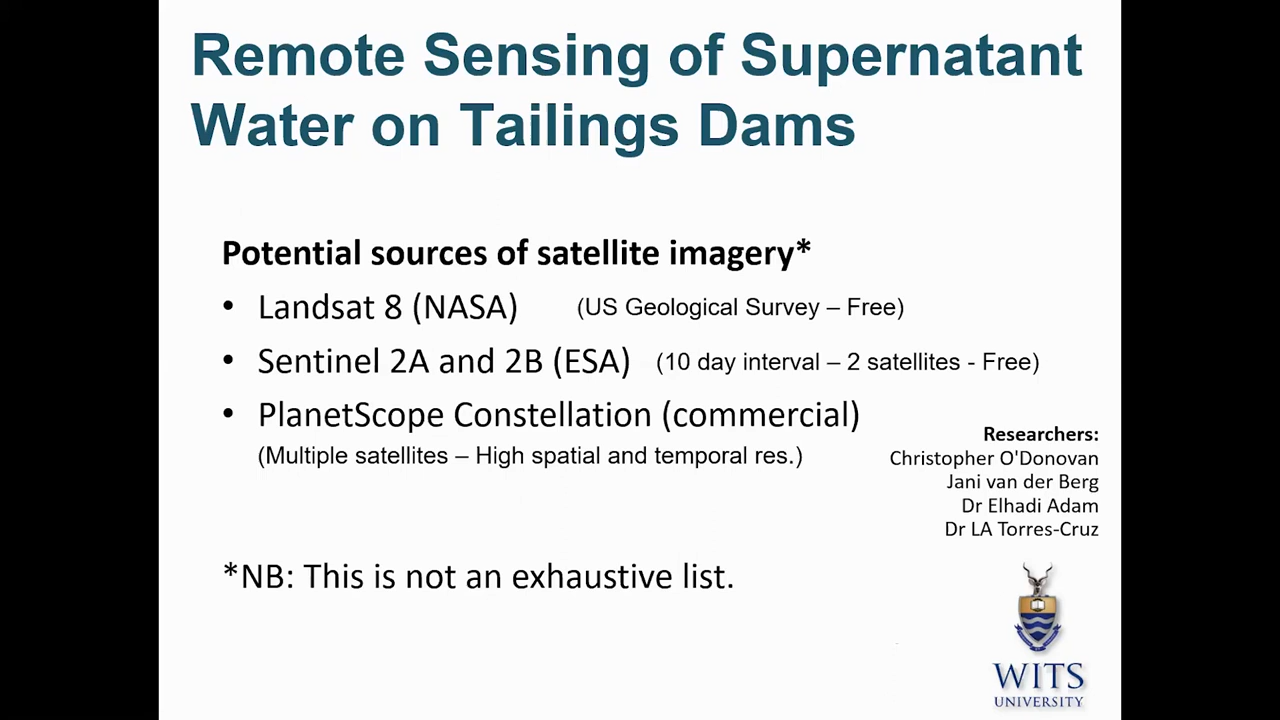 Remote Sensing of Supernatant
Water on Tailings Dams
Potential sources of satellite imagery*
• Landsat 8 (NASA) (US Geological Survey – Free)
• Sentinel 2A and 2B (ESA) (10 day interval – 2 satellites - Free)
• PlanetScope Constellation (commercial)
(Multiple satellites – High spatial and temporal res.)
Researchers:
Christopher O'Donovan
Jani van der Berg
Dr Elhadi Adam
Dr LA Torres-Cruz
*NB: This is not an exhaustive list.
WITS
UNIVERSITY